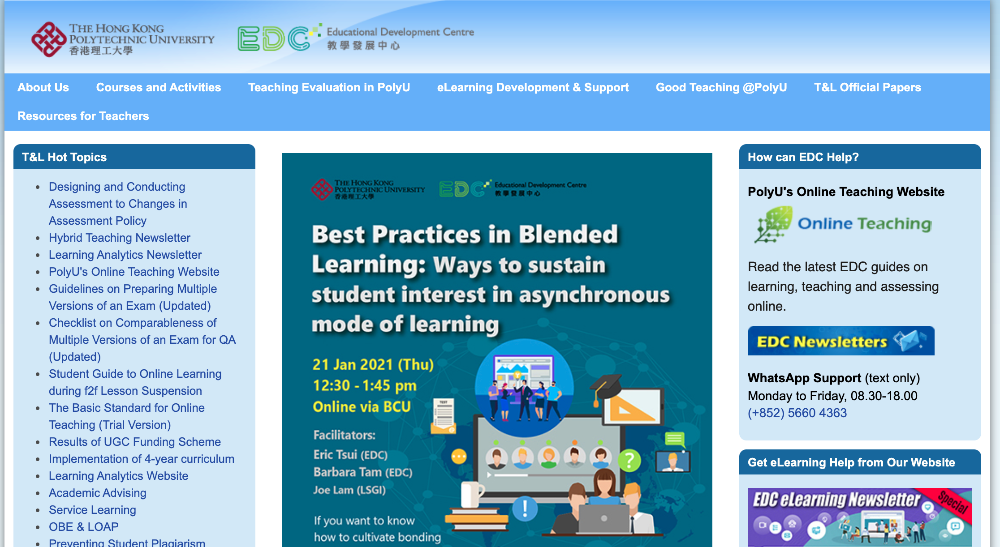 THE HONG KONG
POLYTECHNIC UNIVERSITY
香港理工大學
EDC
Educational Development Centre
教學發展中心
About Us
Courses and Activities
Teaching Evaluation in PolyU
eLearning Development & Support
Good Teaching @PolyU
T&L Official Papers
Resources for Teachers
T&L Hot Topics
Designing and Conducting
Assessment to Changes in
Assessment Policy
Hybrid Teaching Newsletter
Learning Analytics Newsletter
PolyU's Online Teaching Website
Guidelines on Preparing Multiple
Versions of an Exam (Updated)
Checklist on Comparableness of
Multiple Versions of an Exam for QA
(Updated)
Student Guide to Online Learning
during f2f Lesson Suspension
The Basic Standard for Online
Teaching (Trial Version)
Results of UGC Funding Scheme
Implementation of 4-year curriculum
Learning Analytics Website
Academic Advising
Service Learning
OBE & LOAP
Preventing Student Plagiarism
THE HONG KONG
POLYTECHNIC UNIVERSITY
香港理工大學
EDC
Educational Development Centre
教學發展中心
Best Practices in Blended
Learning: Ways to sustain
student interest in asynchronous
mode of learning
21 Jan 2021 (Thu)
12:30 - 1:45 pm
Online via BCU
TEST
Facilitators:
Eric Tsui (EDC)
Barbara Tam (EDC)
Joe Lam (LSGI)
If you want to know
how to cultivate bonding
How can EDC Help?
PolyU's Online Teaching Website
Online Teaching
Read the latest EDC guides on
learning, teaching and assessing
online.
EDC Newsletters
WhatsApp Support (text only)
Monday to Friday, 08.30-18.00
(+852) 5660 4363
Get eLearning Help from Our Website
EDC eLearning Newsletter
Special